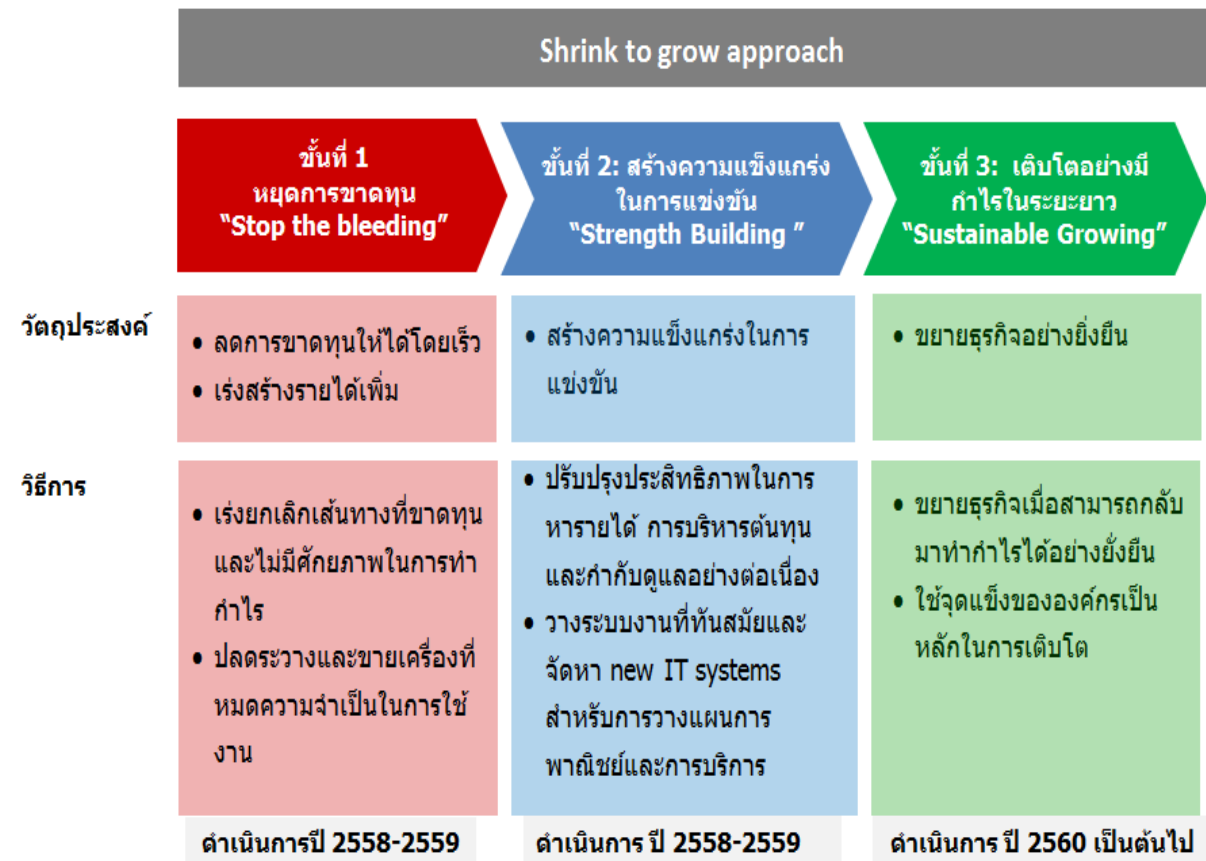 Shrink to grow approach
ขั้นที่ 1
หยุดการขาดทุน
“Stop the bleeding”
ขั้นที่ 2: สร้างความแข็งแกร่ง
ในการแข่งขัน
“Strength Building ”
ขั้นที่ 3: เติบโตอย่างมี
กำไรในระยะยาว
“Sustainable Growing”
วัตถุประสงค์
• ลดการขาดทุนให้ได้โดยเร็ว
• เร่งสร้างรายได้เพิ่ม
• สร้างความแข็งแกร่งในการ
แข่งขัน
• ขยายธุรกิจอย่างยิ่งยืน
วิธีการ
• เร่งยกเลิกเส้นทางที่ขาดทุน
และไม่มีศักยภาพในการทำ
กำไร
• ปลดระวางและขายเครื่องที่
หมดความจำเป็นในการใช้
งาน
• ปรับปรุงประสิทธิภาพในการ
หารายได้ การบริหารต้นทุน
และกำกับดูแลอย่างต่อเนื่อง
• วางระบบงานที่ทันสมัยและ
จัดหา new IT systems
สำหรับการวางแผนการ
พาณิชย์และการบริการ
• ขยายธุรกิจเมื่อสามารถกลับ
มาทำกำไรได้อย่างยั่งยืน
• ใช้จุดแข็งขององค์กรเป็น
หลักในการเติบโต
ดำเนินการปี 2558-2559
ดำเนินการ ปี 2558-2559
ดำเนินการ ปี 2560 เป็นต้นไป